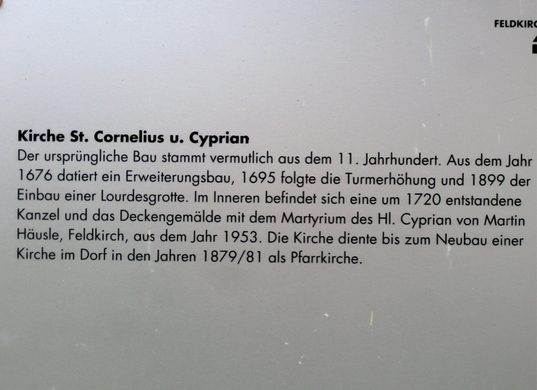 FELDKIRC
Kirche St. Cornelius u. Cyprian
Der ursprüngliche Bau stammt vermutlich aus dem 11. Jahrhundert. Aus dem Jahr
1676 datiert ein Erweiterungsbau, 1695 folgte die Turmerhöhung und 1899 der
Einbau einer Lourdesgrotte. Im Inneren befindet sich eine um 1720 entstandene
Kanzel und das Deckengemälde mit dem Martyrium des Hl. Cyprian von Martin
Häusle, Feldkirch, aus dem Jahr 1953. Die Kirche diente bis zum Neubau einer
Kirche im Dorf in den Jahren 1879/81 als Pfarrkirche.